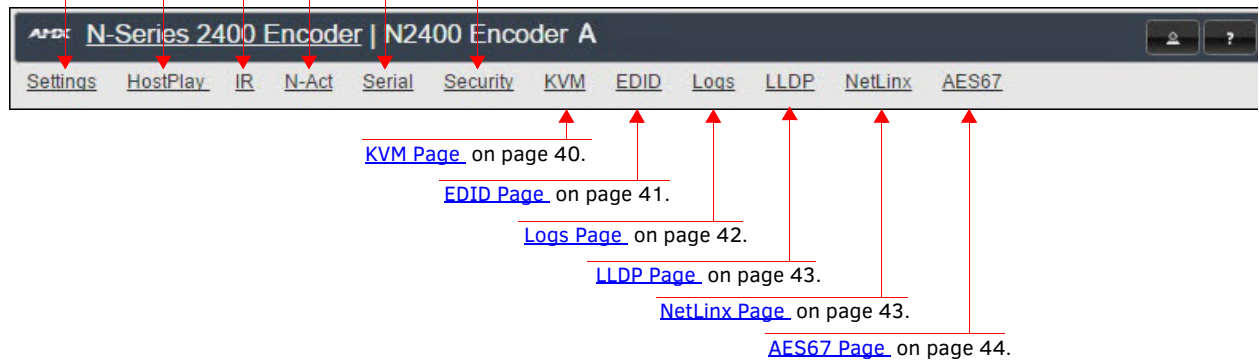 AMX N-Series 2400 Encoder | N2400 Encoder A
?
Settings HostPlay IR N-Act Serial Security KVM EDID Logs LLDP NetLinx AES67
KVM Page on page 40.
EDID Page on page 41.
Logs Page on page 42.
LLDP Page on page 43.
NetLinx Page on page 43.
AES67 Page on page 44.